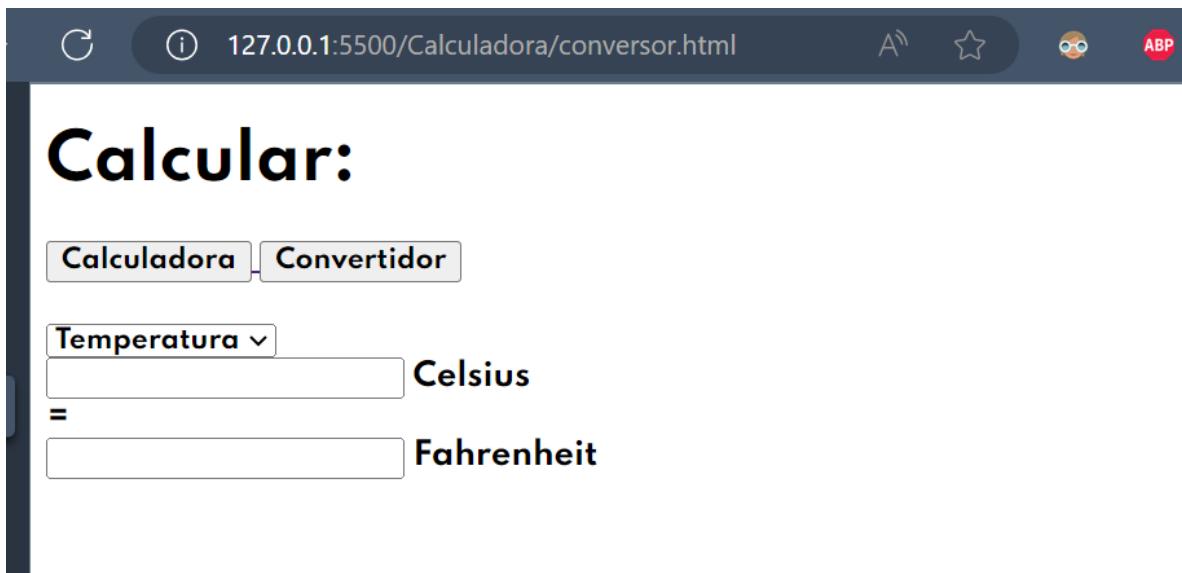 127.0.0.1:5500/Calculadora/conversor.html A ABP
Calcular:
Calculadora Convertidor
Temperatura
Celsius
=
Fahrenheit